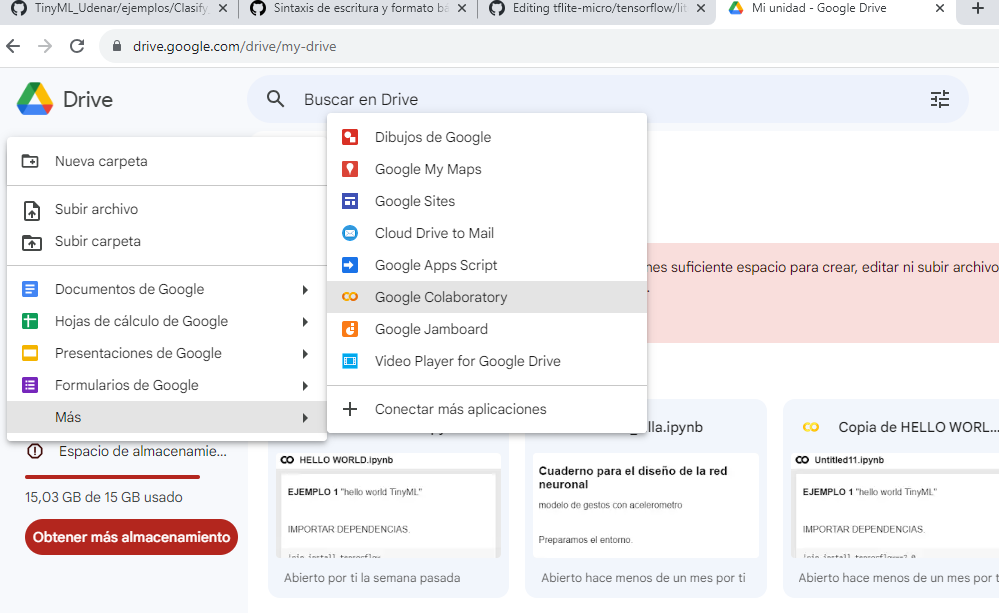 TinyML_Udenar/ejemplos/Clasify
Sintaxis de escritura y formato bá
Editing tflite-micro/tensorflow/lit
Mi unidad - Google Drive
drive.google.com/drive/my-drive
Drive
Buscar en Drive
Nueva carpeta
Subir archivo
Subir carpeta
Documentos de Google
Hojas de cálculo de Google
Presentaciones de Google
Formularios de Google
Más
Dibujos de Google
Google My Maps
Google Sites
Cloud Drive to Mail
Google Apps Script
Google Colaboratory
Google Jamboard
Video Player for Google Drive
Conectar más aplicaciones
nes suficiente espacio para crear, editar ni subir archivo
Espacio de almacenamie...
15,03 GB de 15 GB usado
Obtener más almacenamiento
HELLO WORLD.ipynb
EJEMPLO 1 "hello world TinyML"
IMPORTAR DEPENDENCIAS.
Abierto por ti la semana pasada
lla.ipynb
Cuaderno para el diseño de la red
neuronal
modelo de gestos con acelerometro
Preparamos el entorno.
Abierto hace menos de un mes por ti
Copia de HELLO WORL...
Untitled11.ipynb
EJEMPLO 1 "hello world TinyML"
IMPORTAR DEPENDENCIAS.
Abierto hace menos de un mes por t